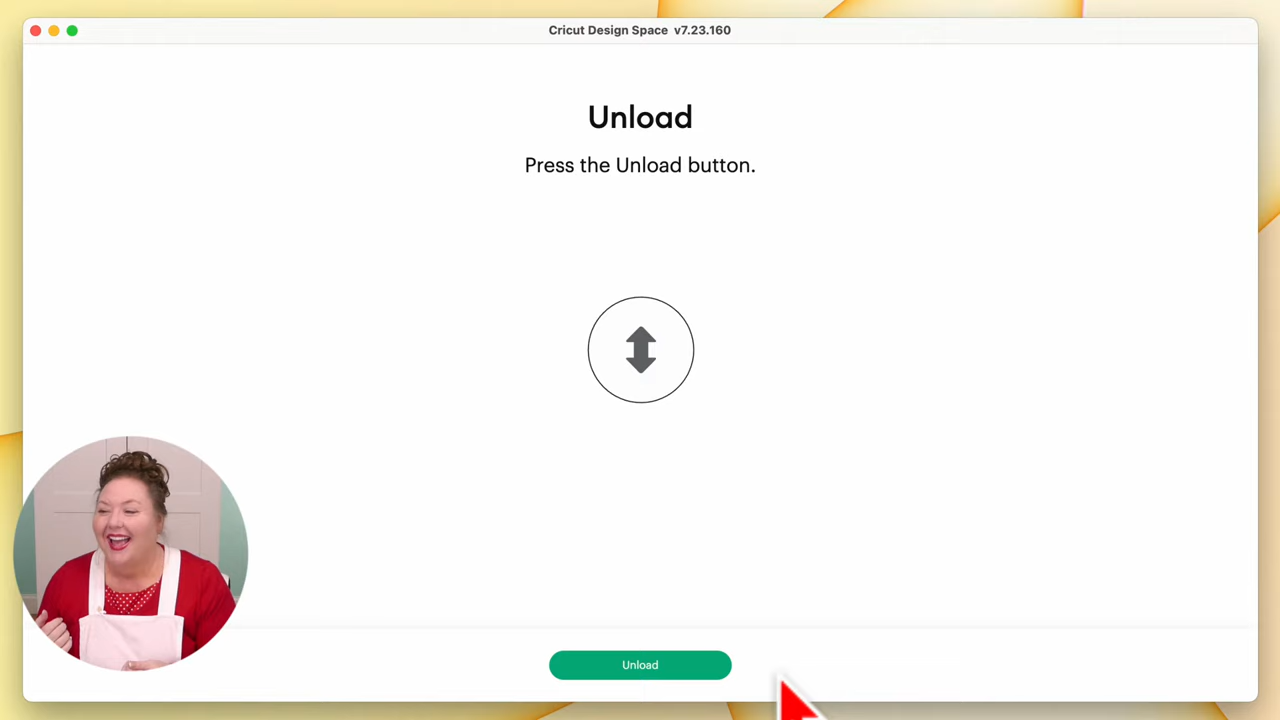 Cricut Design Space v7.23.160
Unload
Press the Unload button.
Unload